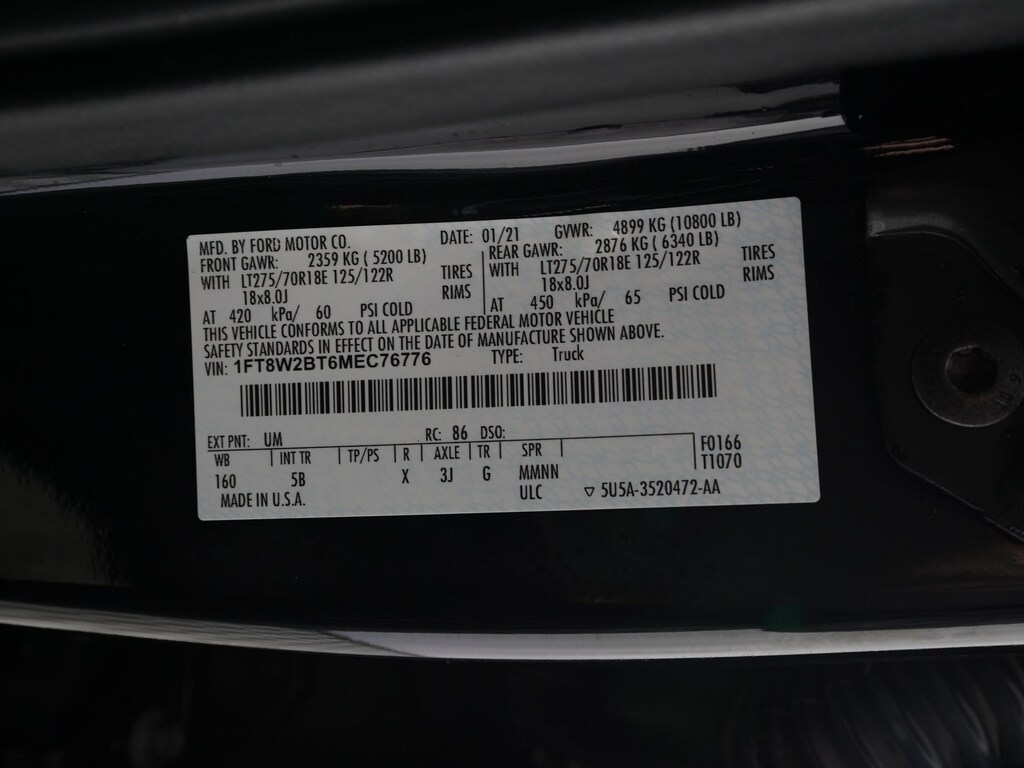 MFD. BY FORD MOTOR CO. DATE: 01/21 GVWR: 4899 KG (10800 LB)
FRONT GAWR: 2359 KG ( 5200 LB) REAR GAWR: 2876 KG ( 6340 LB)
WITH LT275/70R18E 125/122R TIRES WITH LT275/70R18E 125/122R TIRES
18x8.0J RIMS 18x8.0J RIMS
AT 420 kPa/ 60 PSI COLD AT 450 kPa/ 65 PSI COLD
THIS VEHICLE CONFORMS TO ALL APPLICABLE FEDERAL MOTOR VEHICLE
SAFETY STANDARDS IN EFFECT ON THE DATE OF MANUFACTURE SHOWN ABOVE.
VIN: 1FT8W2BT6MEC76776 TYPE: Truck
EXT PNT: UM RC: 86 DSO:
WB INT TR TP/PS R AXLE TR SPR F0166
160 5B X 3J G MMNN T1070
MADE IN U.S.A. ULC ▽ 5U5A-3520472-AA